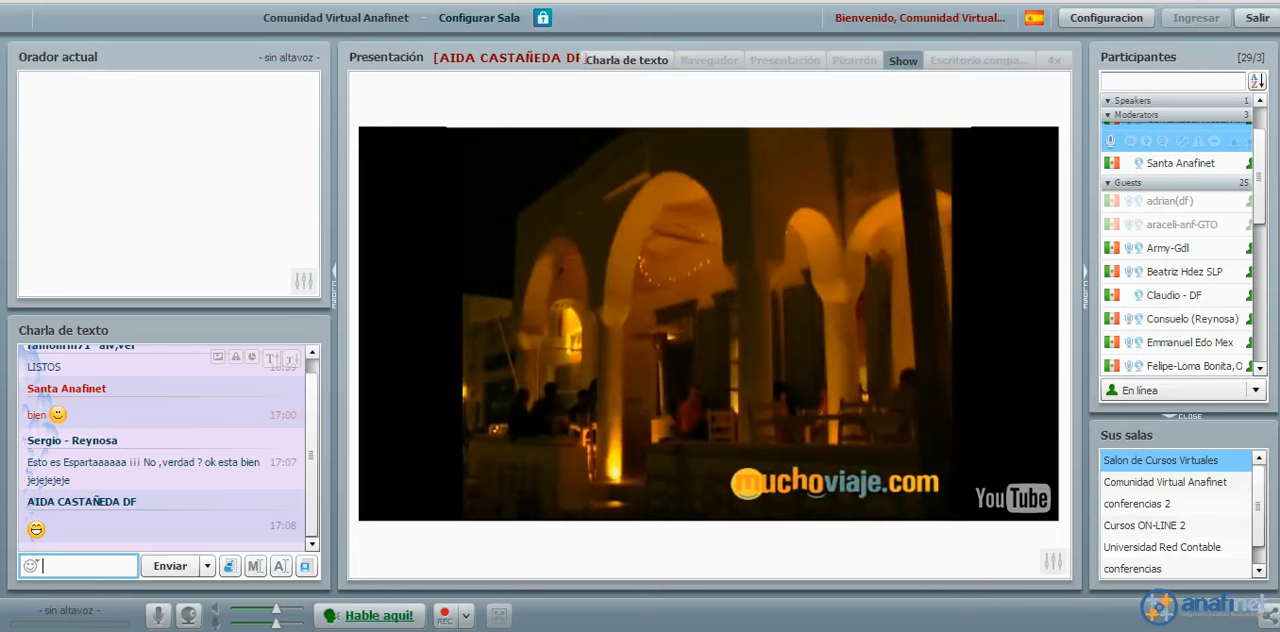 Comunidad Virtual Anafinet
Configurar Sala
Bienvenido, Comunidad Virtual...
Configuracion
Ingresar
Salir
Orador actual
- sin altavoz -
Presentación
[AIDA CASTAÑEDA DF
Charla de texto
Navegador
Presentación
Pizarrón
Show
Escritorio compa...
4x
muchoviaje.com
YouTube
Participantes
[29/3]
Speakers 1
Moderators 3
Santa Anafinet
Guests 25
adrian(df)
araceli-anf-GTO
Army-Gdl
Beatriz Hdez SLP
Claudio - DF
Consuelo (Reynosa)
Emmanuel Edo Mex
Felipe-Loma Bonita,O
En línea
CLOSE
Sus salas
Salon de Cursos Virtuales
Comunidad Virtual Anafinet
conferencias 2
Cursos ON-LINE 2
Universidad Red Contable
conferencias
Charla de texto
LISTOS
Santa Anafinet
bien 17:00
Sergio - Reynosa
Esto es Espartaaaaaa ¡¡¡ No ,verdad ? ok esta bien 17:07
jejejejeje
AIDA CASTAÑEDA DF
17:08
Enviar
- sin altavoz -
Hable aqui!
REC
anafinet